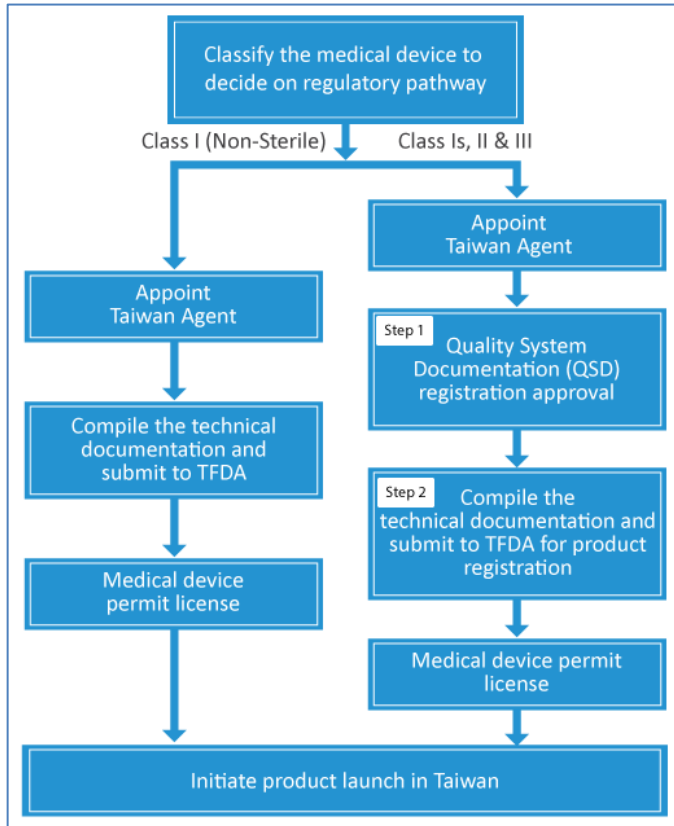 Classify the medical device to
decide on regulatory pathway
Class I (Non-Sterile)
Class Is, II & III
Appoint
Taiwan Agent
Compile the technical
documentation and
submit to TFDA
Medical device
permit license
Appoint
Taiwan Agent
Step 1
Quality System
Documentation (QSD)
registration approval
Step 2
Compile the
technical documentation and
submit to TFDA for product
registration
Medical device permit
license
Initiate product launch in Taiwan